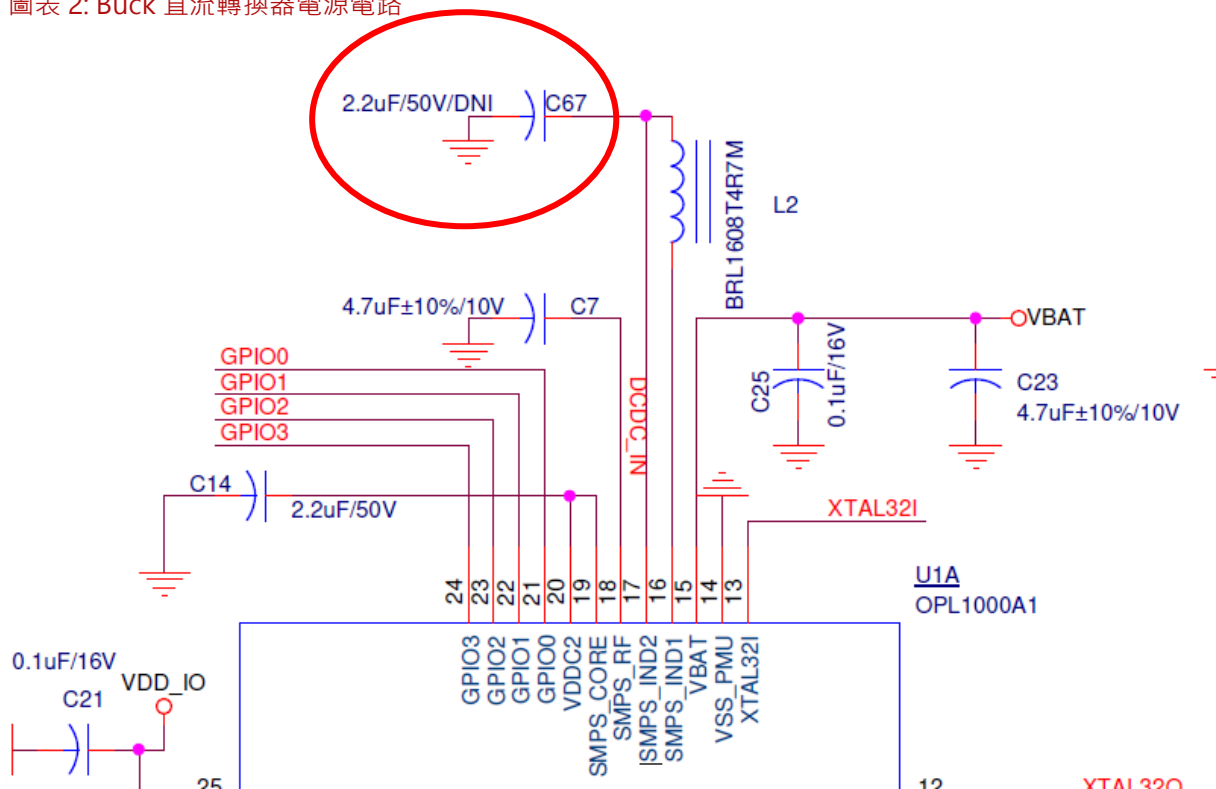 圖表 2: Buck 直流轉換器電源電路
2.2uF/50V/DNI
C67
BRL1608T4R7M
L2
4.7uF±10%/10V
C7
VBAT
GPIO0
GPIO1
GPIO2
GPIO3
DCDC_IN
C25
0.1uF/16V
C23
4.7uF±10%/10V
C14
2.2uF/50V
XTAL32I
24
23
22
21
20
19
18
17
16
15
14
13
U1A
OPL1000A1
GPIO3
GPIO2
GPIO1
GPIO0
VDDC2
SMPS_CORE
SMPS_RF
SMPS_IND2
SMPS_IND1
VBAT
VSS_PMU
XTAL32I
0.1uF/16V
VDD_IO
C21
25
12
XTAL32O